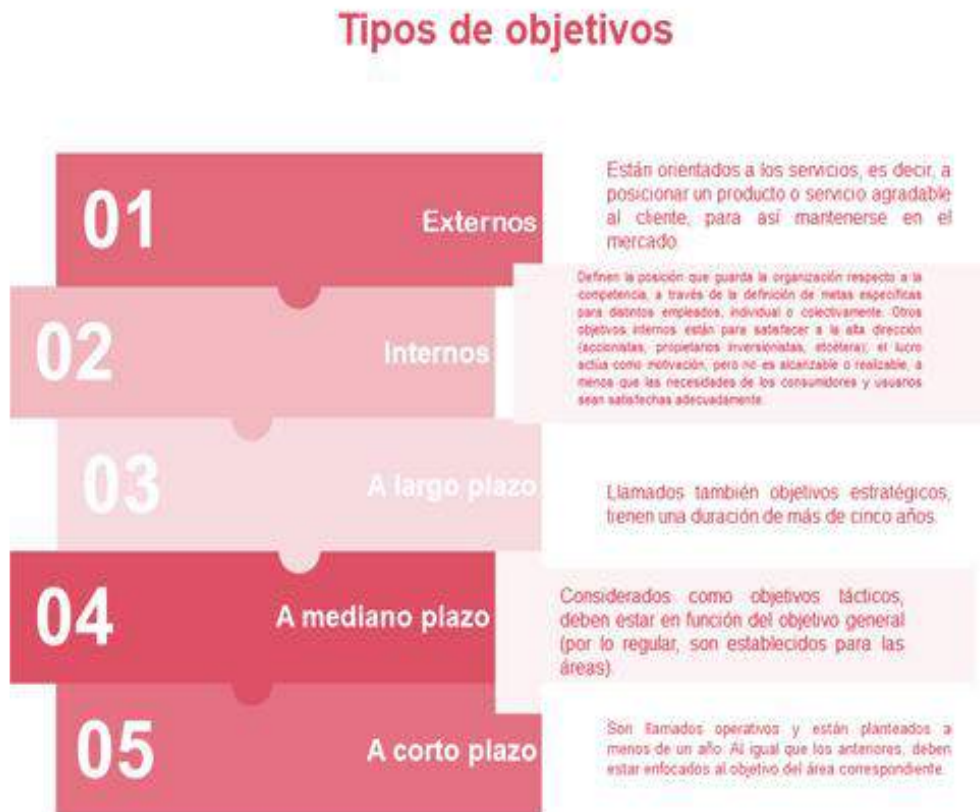 Tipos de objetivos
01
Externos
Están orientados a los servicios, es decir, a
posicionar un producto o servicio agradable
al cliente, para así mantenerse en el
mercado
02
Internos
Definen la posición que guarda la organización respecto a la
competencia, a través de la definición de metas específicas
para distintos empleados, individual o colectivamente. Otros
objetivos internos están para satisfacer a la alta dirección
(accionistas, propietarios inversionistas, etcétera); el lucro
actúa como motivación, pero no es alcanzable o realizable, a
menos que las necesidades de los consumidores y usuarios
sean satisfechas adecuadamente.
03
A largo plazo
Llamados también objetivos estratégicos,
tienen una duración de más de cinco años.
04
A mediano plazo
Considerados como objetivos tácticos,
deben estar en función del objetivo general
(por lo regular, son establecidos para las
áreas)
05
A corto plazo
Son llamados operativos y están planteados a
menos de un año. Al igual que los anteriores, deben
estar enfocados al objetivo del área correspondiente.